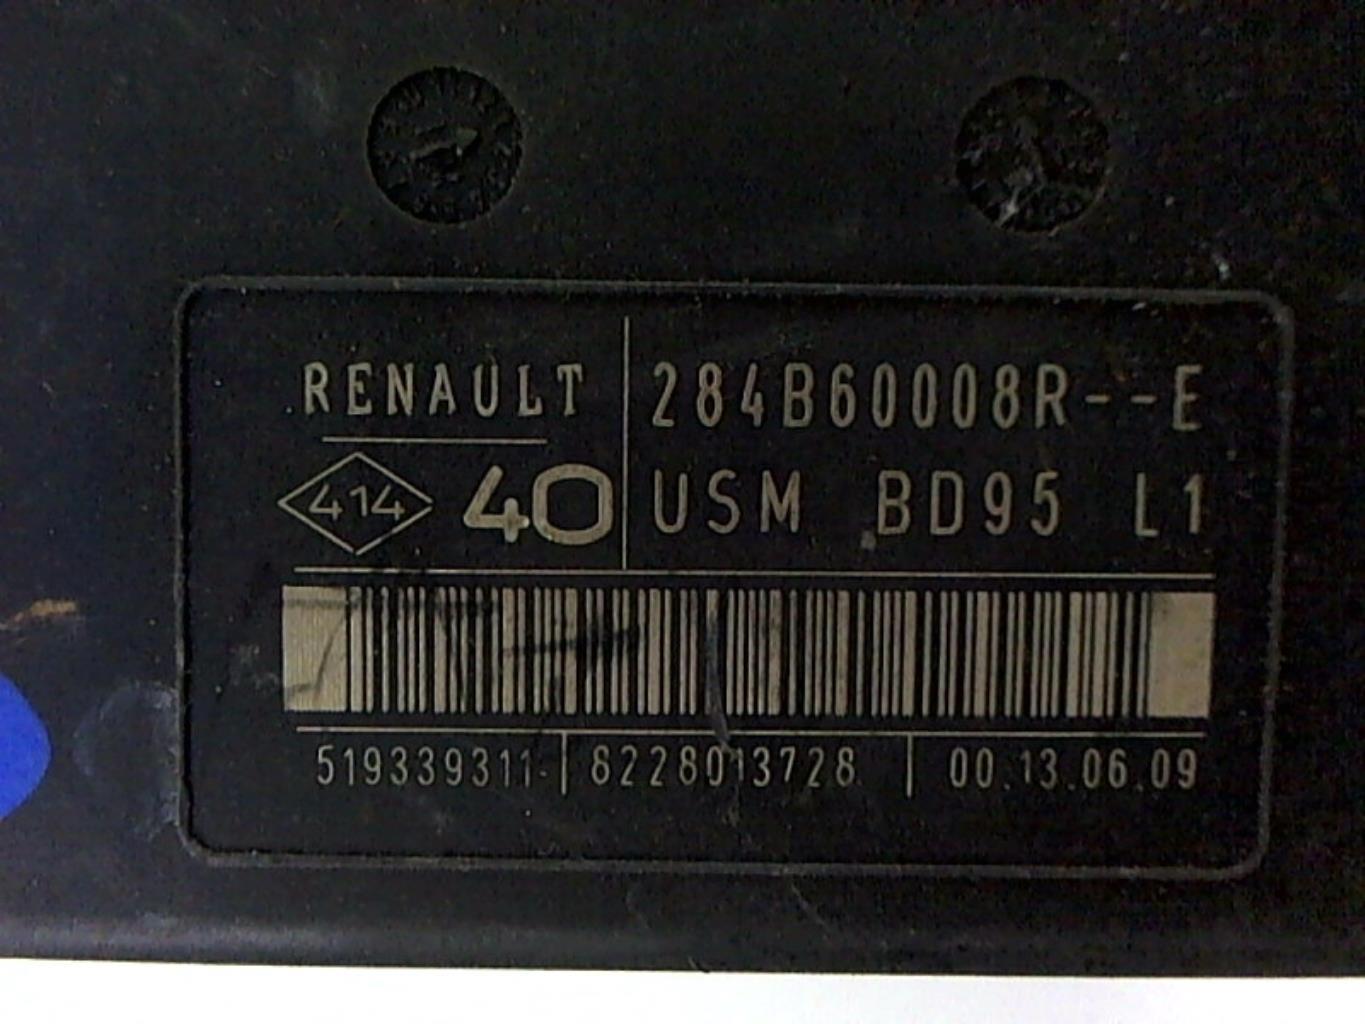 RENAULT
414 40
284B60008R--E
USM BD95 L1
519339311- 8228013728 00.13.06.09